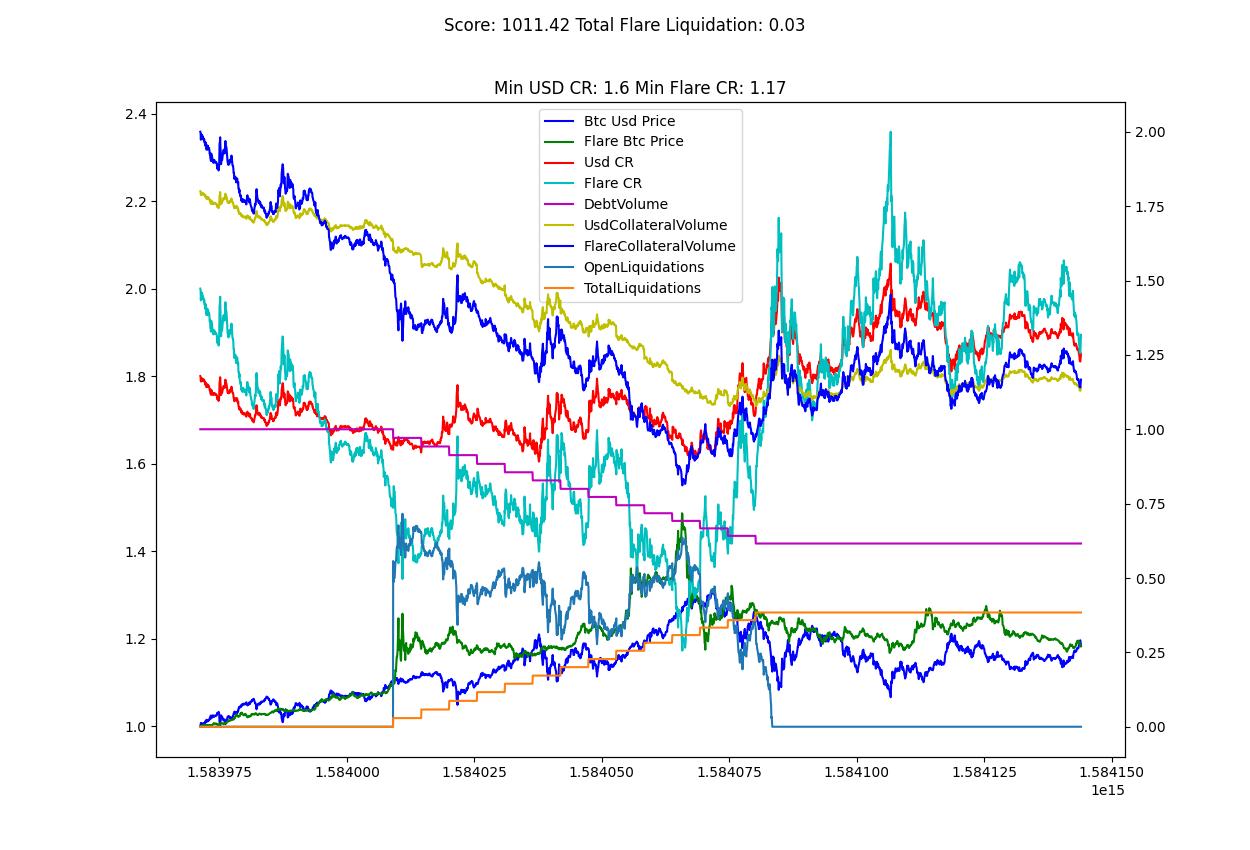 Score: 1011.42 Total Flare Liquidation: 0.03
Min USD CR: 1.6 Min Flare CR: 1.17
Btc Usd Price
Flare Btc Price
Usd CR
Flare CR
DebtVolume
UsdCollateralVolume
FlareCollateralVolume
OpenLiquidations
TotalLiquidations
2.4
2.2
2.0
1.8
1.6
1.4
1.2
1.0
2.00
1.75
1.50
1.25
1.00
0.75
0.50
0.25
0.00
1.583975 1.584000 1.584025 1.584050 1.584075 1.584100 1.584125 1.584150
1e15